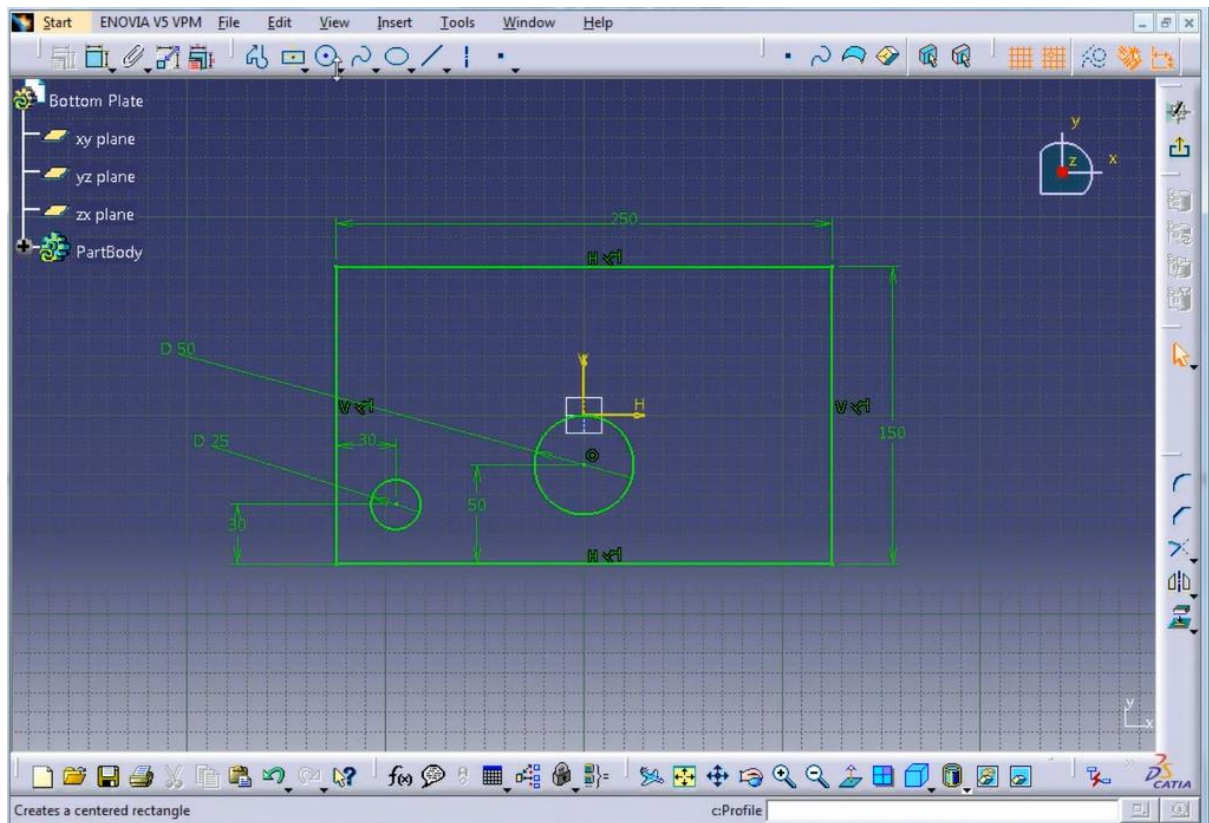 Start ENOVIA V5 VPM File Edit View Insert Tools Window Help
Bottom Plate
xy plane
yz plane
zx plane
PartBody
y
x
z
250
H
D 50
V
H
V
V
150
30
D 25
50
30
H
y
x
f(x)
DS
CATIA
Creates a centered rectangle c:Profile